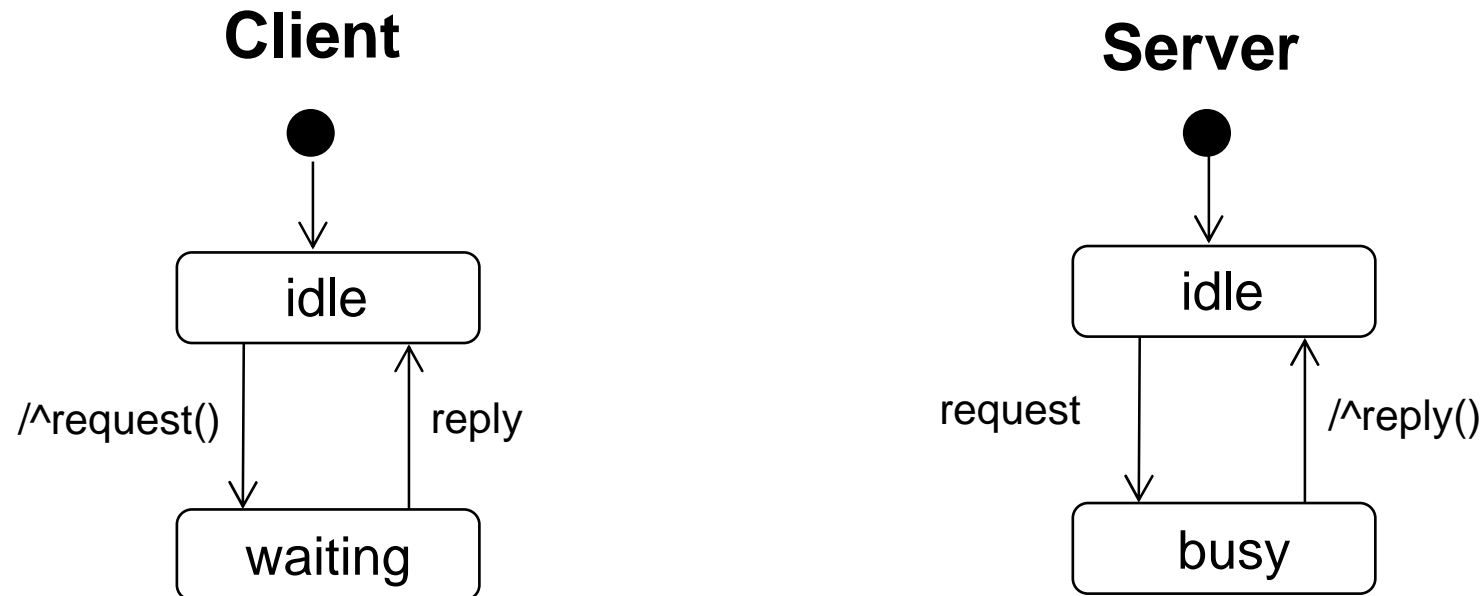 Client
idle
/^request()
reply
waiting
Server
idle
request
/^reply()
busy